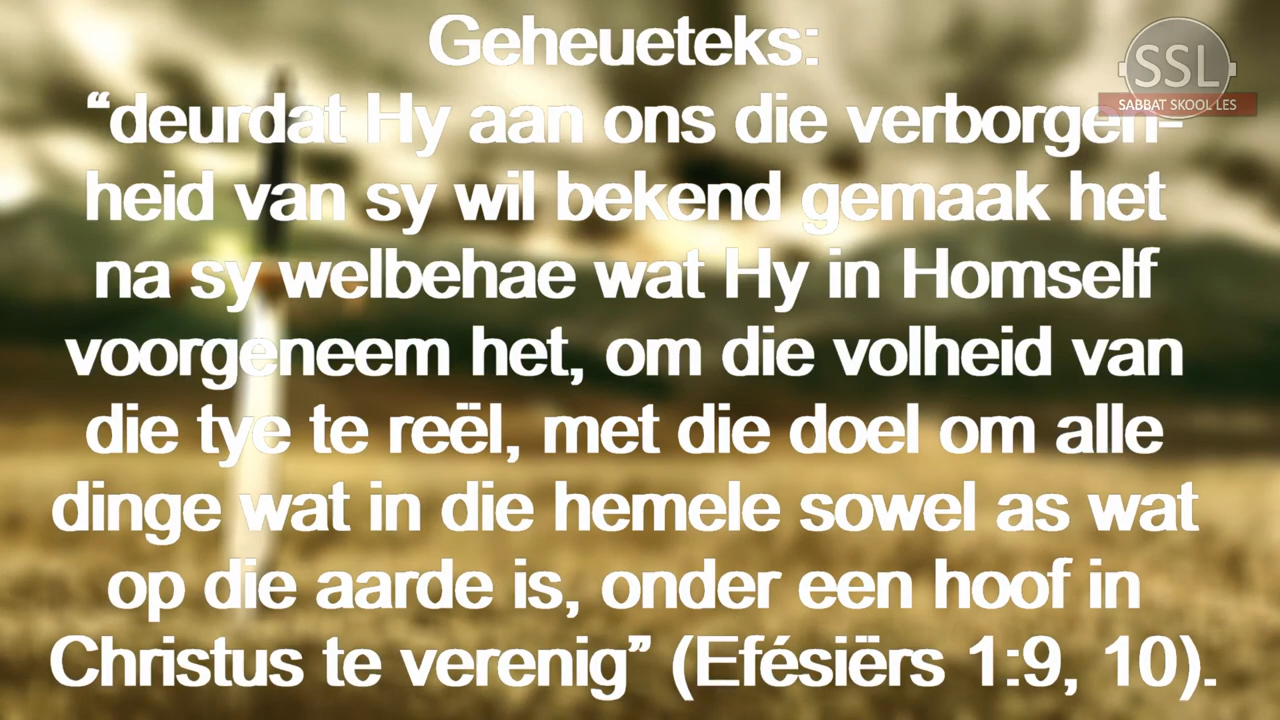 Geheueteks:
“deurdat Hy aan ons die verborgen-
heid van sy wil bekend gemaak het
na sy welbehae wat Hy in Homself
voorgeneem het, om die volheid van
die tye te reël, met die doel om alle
dinge wat in die hemele sowel as wat
op die aarde is, onder een hoof in
Christus te verenig” (Efésiërs 1:9, 10).
SSL
SABBAT SKOOL LES